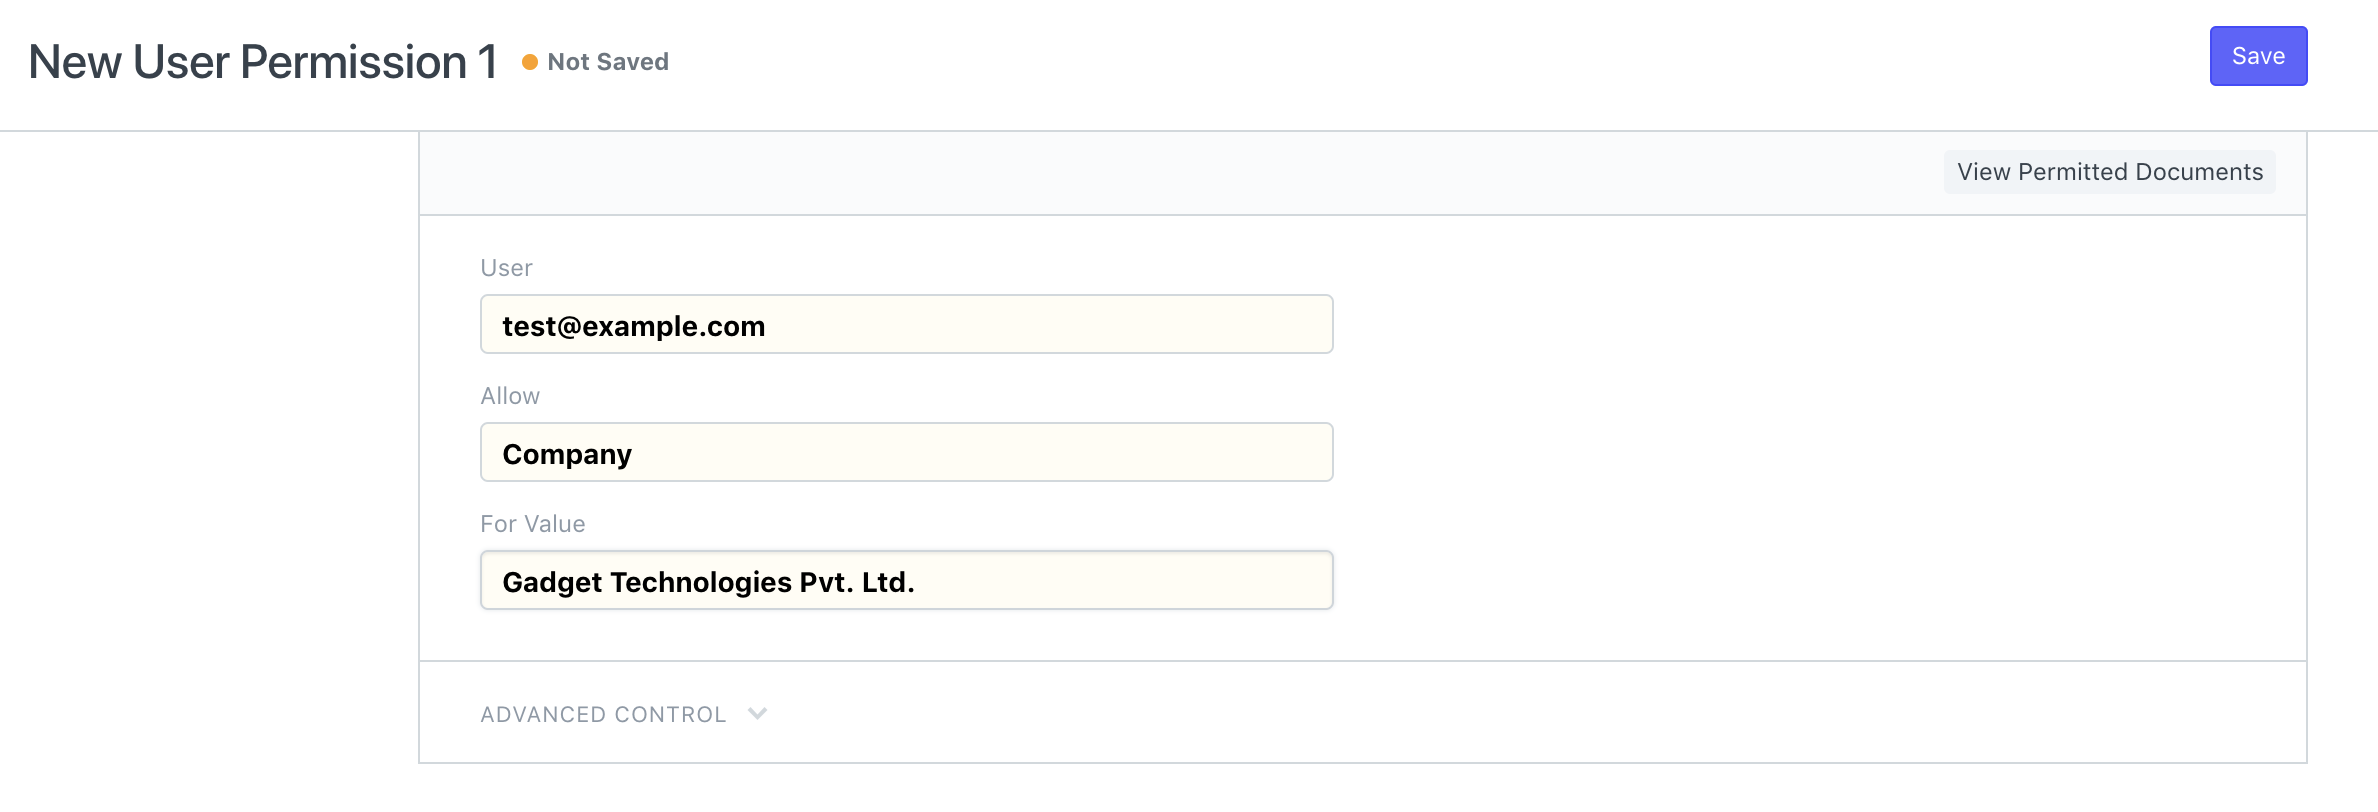 New User Permission 1
Not Saved
Save
View Permitted Documents
User
test@example.com
Allow
Company
For Value
Gadget Technologies Pvt. Ltd.
ADVANCED CONTROL